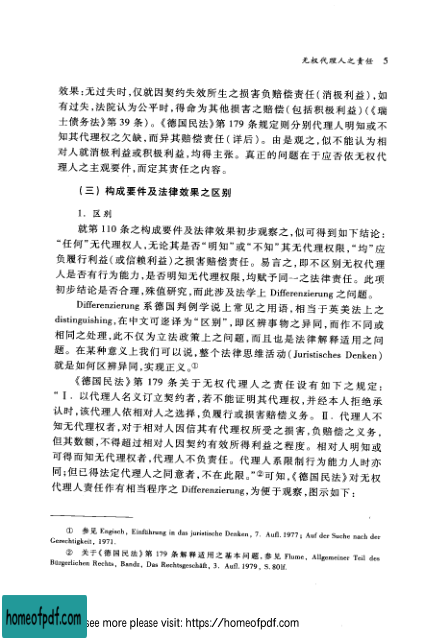 无权代理人之责任 5
效果:无过失时,仅就因契约失效所生之损害负赔偿责任(消极利益),如
有过失,法院认为公平时,得命为其他损害之赔偿(包括积极利益)(《瑞
士债务法》第 39 条)。《德国民法》第 179 条规定则分别代理人明知或不
知其代理权之欠缺,而异其赔偿责任(详后)。由是观之,似不能认为相
对人就消极利益或积极利益,均得主张。真正的问题在于应否依无权代
理人之主观要件,而定其责任之内容。
(三) 构成要件及法律效果之区别
1. 区别
就第 110 条之构成要件及法律效果初步观察之,似可得到如下结论:
“任何”无代理权人,无论其是否“明知”或“不知”其无代理权限,“均”应
负履行利益(或信赖利益)之损害赔偿责任。易言之,即不区别无权代理
人是否有行为能力,是否明知无代理权限,均赋予同一之法律责任。此项
初步结论是否合理,殊值研究,而此涉及法学上 Differenzierung 之问题。
Differenzierung 系德国判例学说上常见之用语,相当于英美法上之
distinguishing,在中文可迳译为“区别”,即区辨事物之异同,而作不同或
相同之处理,此不仅为立法政策上之问题,而且也是法律解释适用之问
题。在某种意义上我们可以说,整个法律思维活动(Juristisches Denken)
就是如何区辨异同,实现正义。①
《德国民法》第 179 条关于无权代理人之责任设有如下之规定:
“Ⅰ. 以代理人名义订立契约者,若不能证明其代理权,并经本人拒绝承
认时,该代理人依相对人之选择,负履行或损害赔偿义务。Ⅱ. 代理人不
知无代理权者,对于相对人因信其有代理权所受之损害,负赔偿之义务,
但其数额,不得超过相对人因契约有效所得利益之程度。相对人明知或
可得而知无代理权者,代理人不负责任。代理人系限制行为能力人时亦
同;但已得法定代理人之同意者,不在此限。”②可知,《德国民法》对无权
代理人责任作有相当程序之 Differenzierung,为便于观察,图示如下:
① 参见 Engisch, Einführung in das juristische Denken, 7. Aufl. 1977; Auf der Suche nach der
Gerechtigkeit, 1971.
② 关于《德国民法》第 179 条解释适用之基本问题,参见 Flume, Allgemeiner Teil des
Bürgerlichen Rechts, Bandz, Das Rechtsgeschäft, 3. Aufl. 1979, S. 80lf.
homeofpdf.com
see more please visit: https://homeofpdf.com